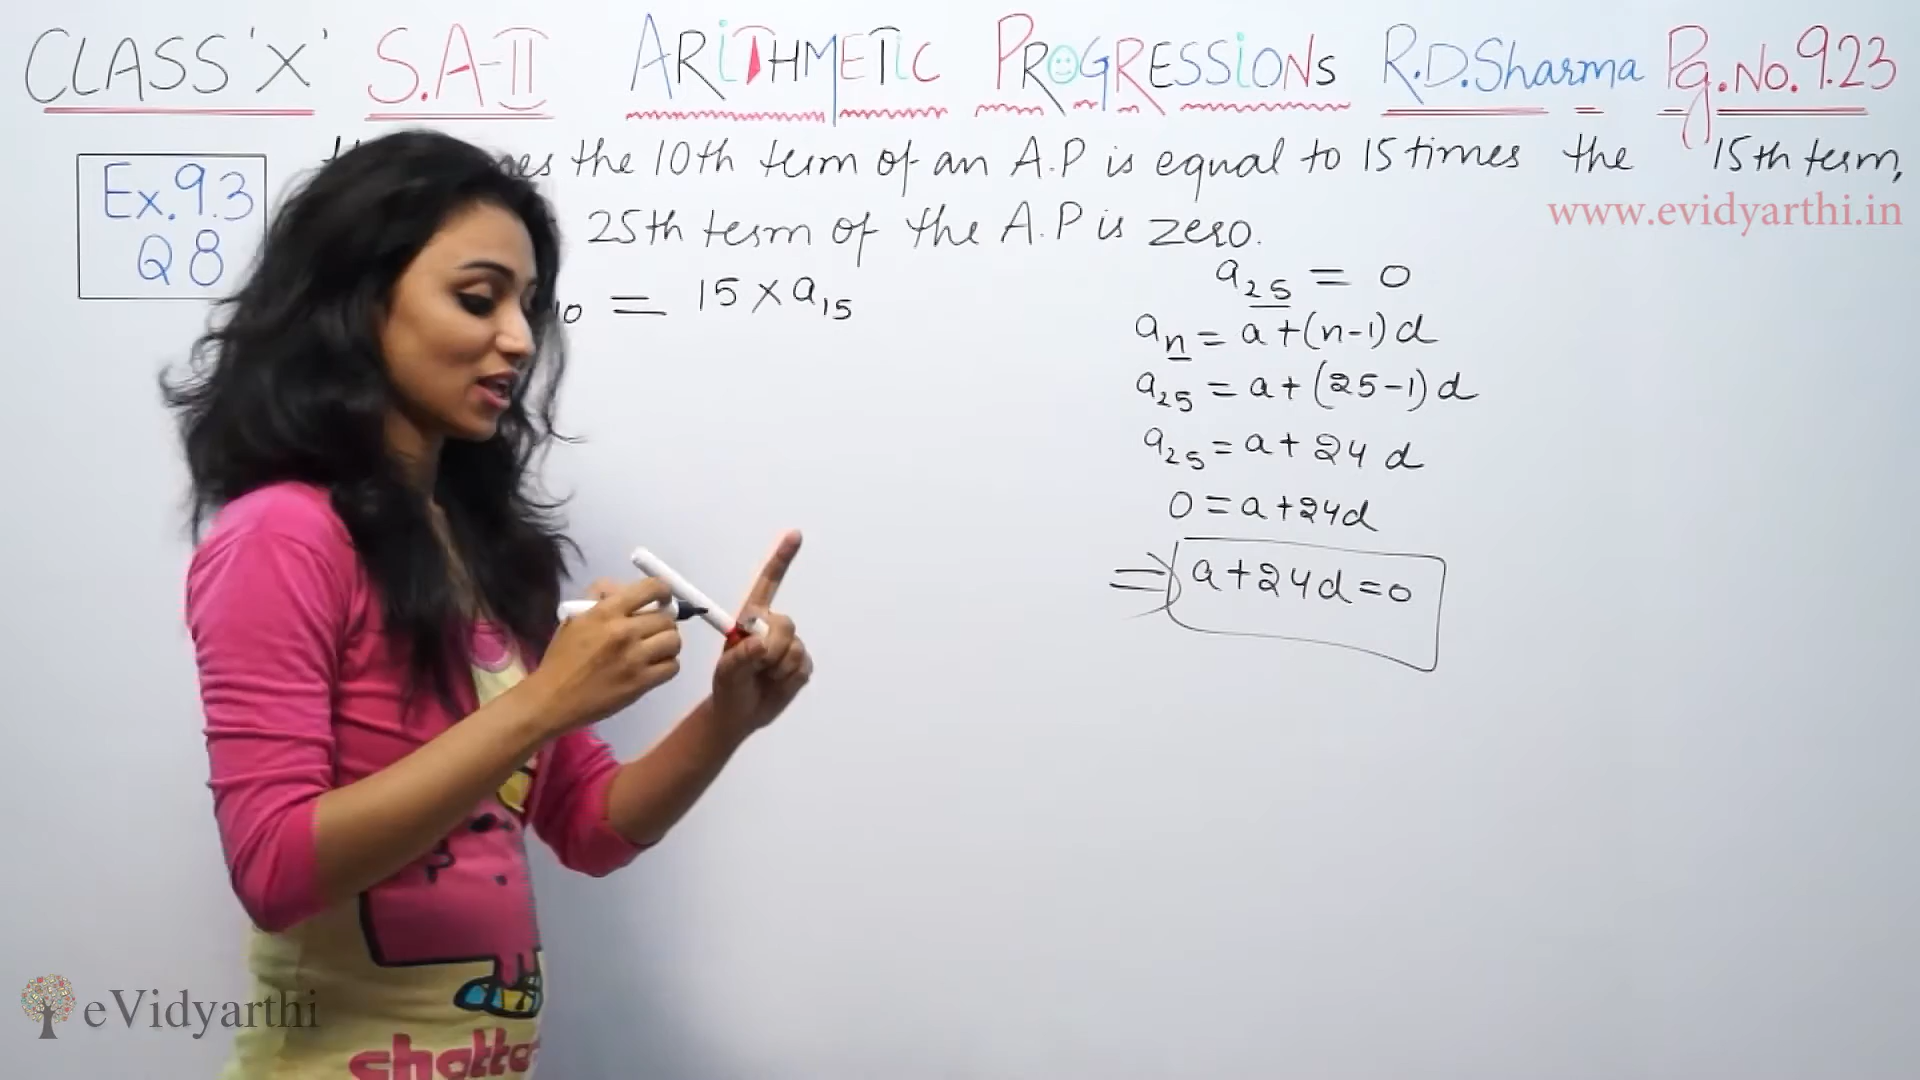 CLASS 'X' S.A-II ARiTHMETiC PROGRESSiONs R.D.Sharma Pg.No.9.23
Ex.9.3
Q 8
the 10th term of an A.P is equal to 15 times the 15th term,
25th term of the A.P is zero.
www.evidyarthi.in
10 = 15 × a15
a25 = 0
an = a + (n-1) d
a25 = a + (25-1) d
a25 = a + 24 d
0 = a + 24d
⇒ a + 24d = 0
eVidyarthi